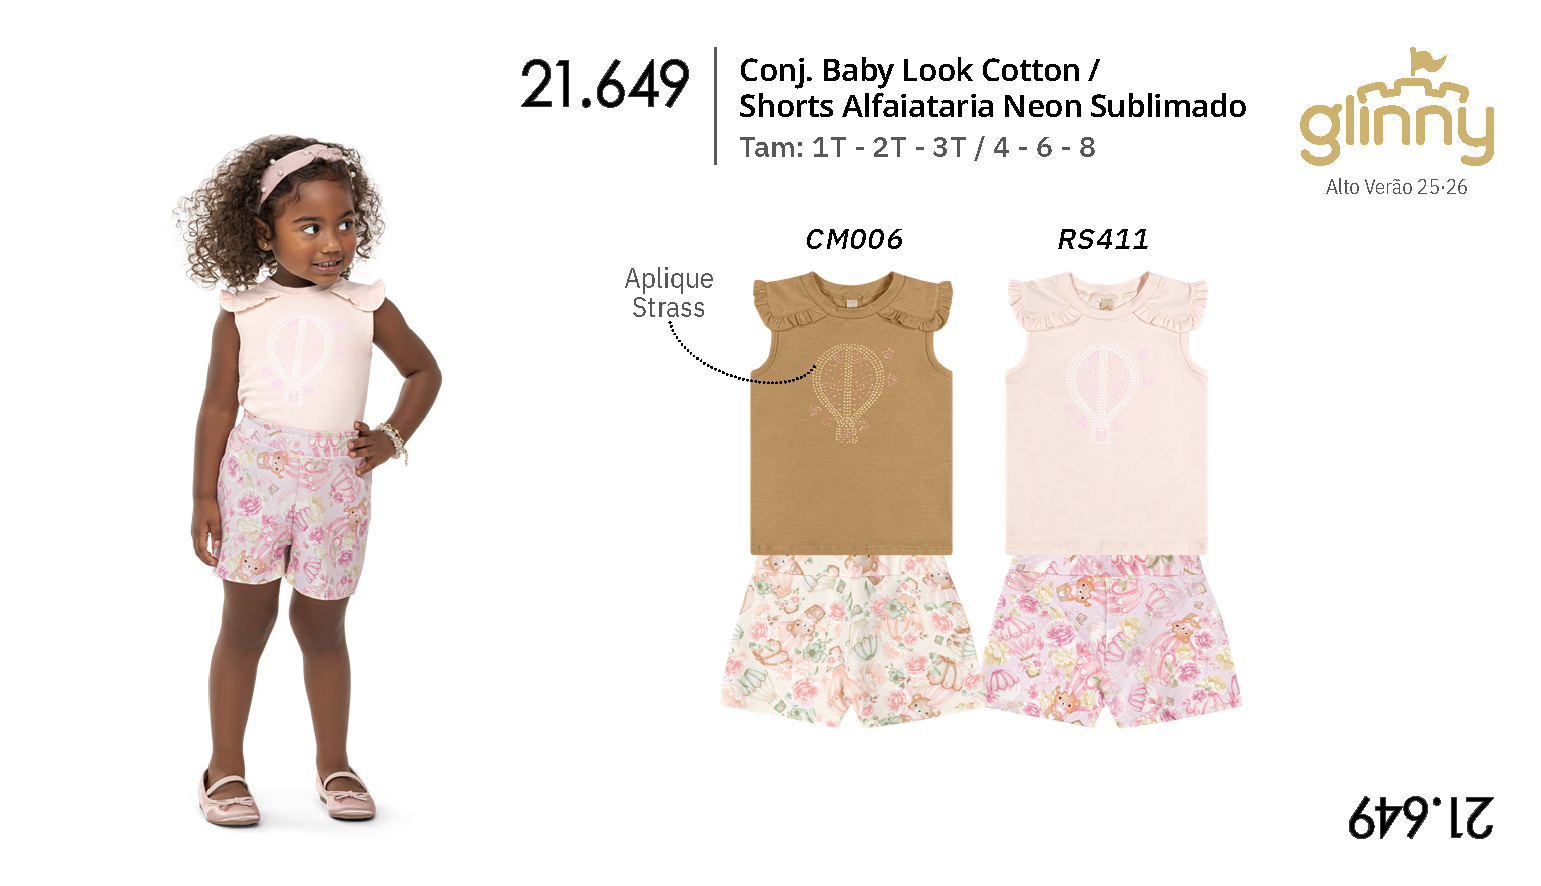 21.649
Conj. Baby Look Cotton /
Shorts Alfaiataria Neon Sublimado
Tam: 1T - 2T - 3T / 4 - 6 - 8
glinny
Alto Verão 25·26
CM006
RS411
Aplique
Strass
21.649